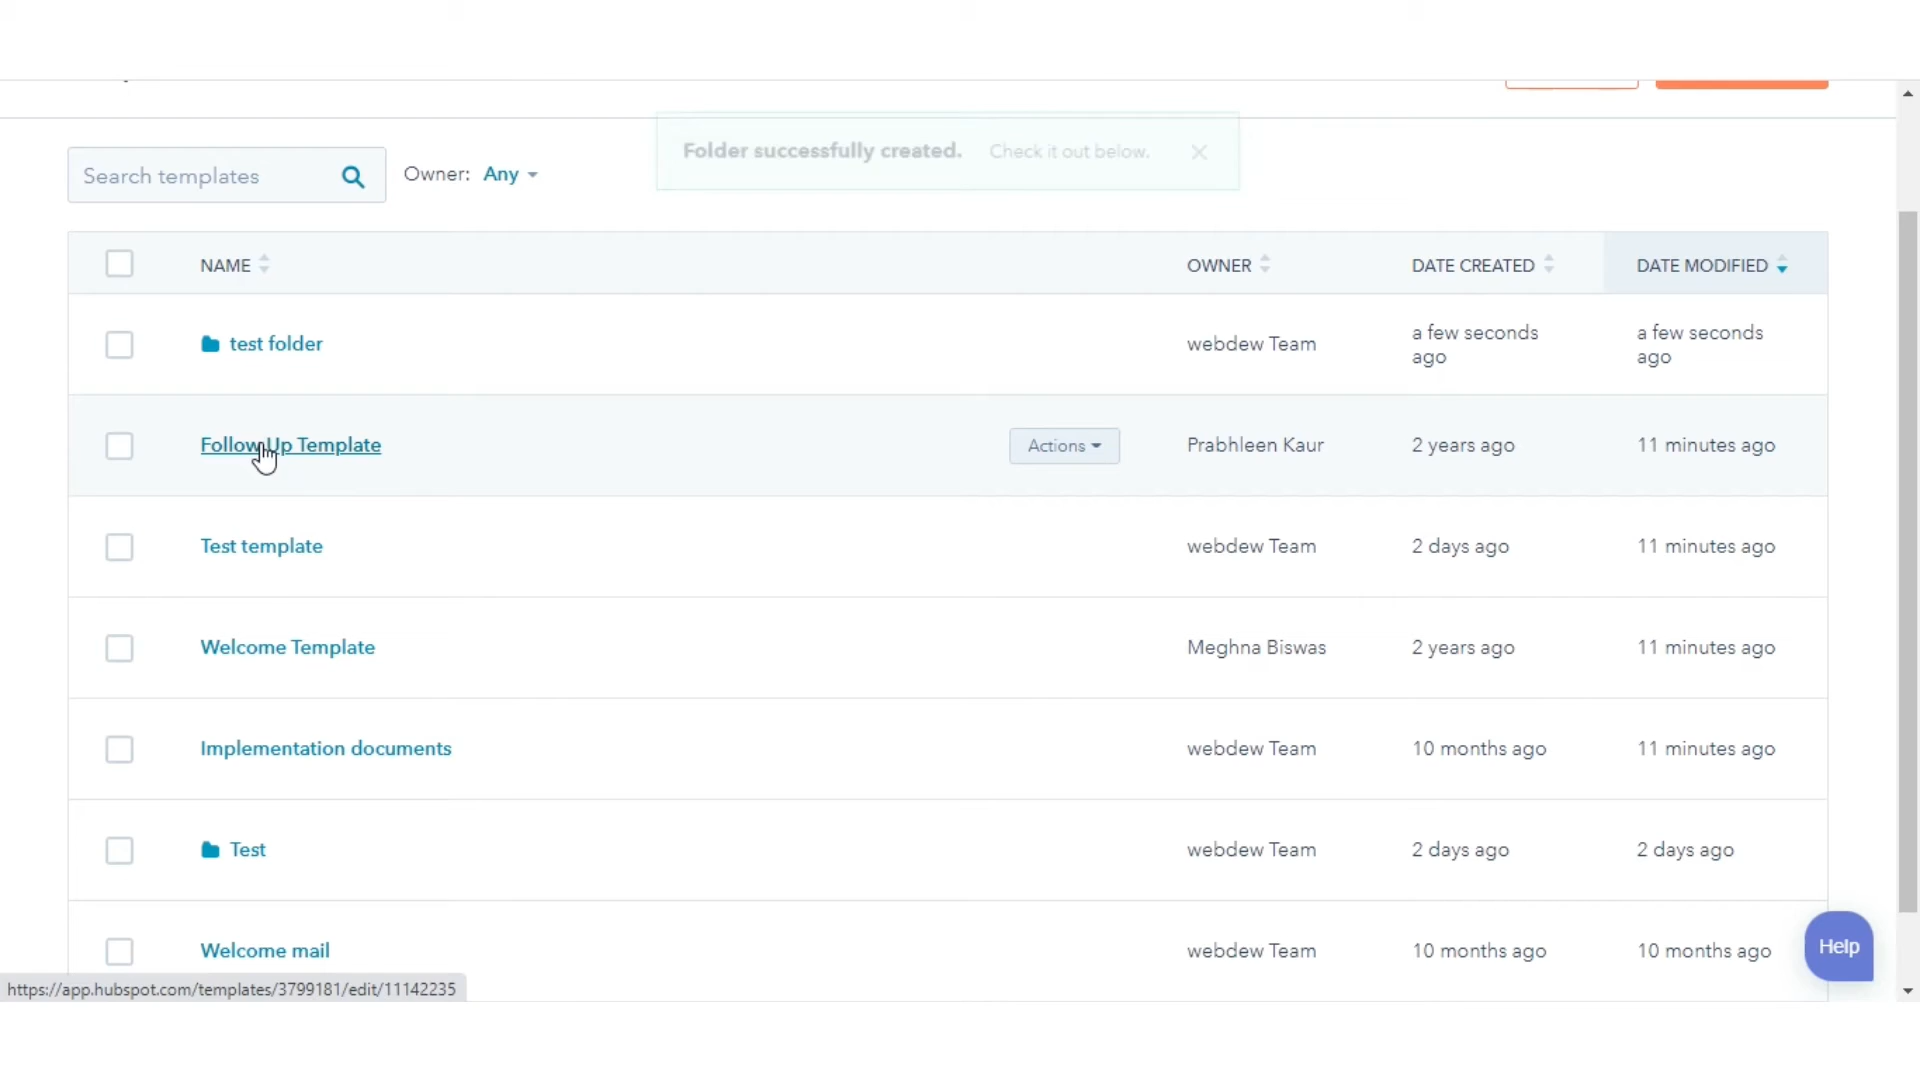 Folder successfully created. Check it out below.
Search templates
Owner: Any
NAME OWNER DATE CREATED DATE MODIFIED
test folder webdew Team a few seconds ago a few seconds ago
Follow Up Template Actions Prabhleen Kaur 2 years ago 11 minutes ago
Test template webdew Team 2 days ago 11 minutes ago
Welcome Template Meghna Biswas 2 years ago 11 minutes ago
Implementation documents webdew Team 10 months ago 11 minutes ago
Test webdew Team 2 days ago 2 days ago
Welcome mail webdew Team 10 months ago 10 months ago
Help
https://app.hubspot.com/templates/3799181/edit/11142235